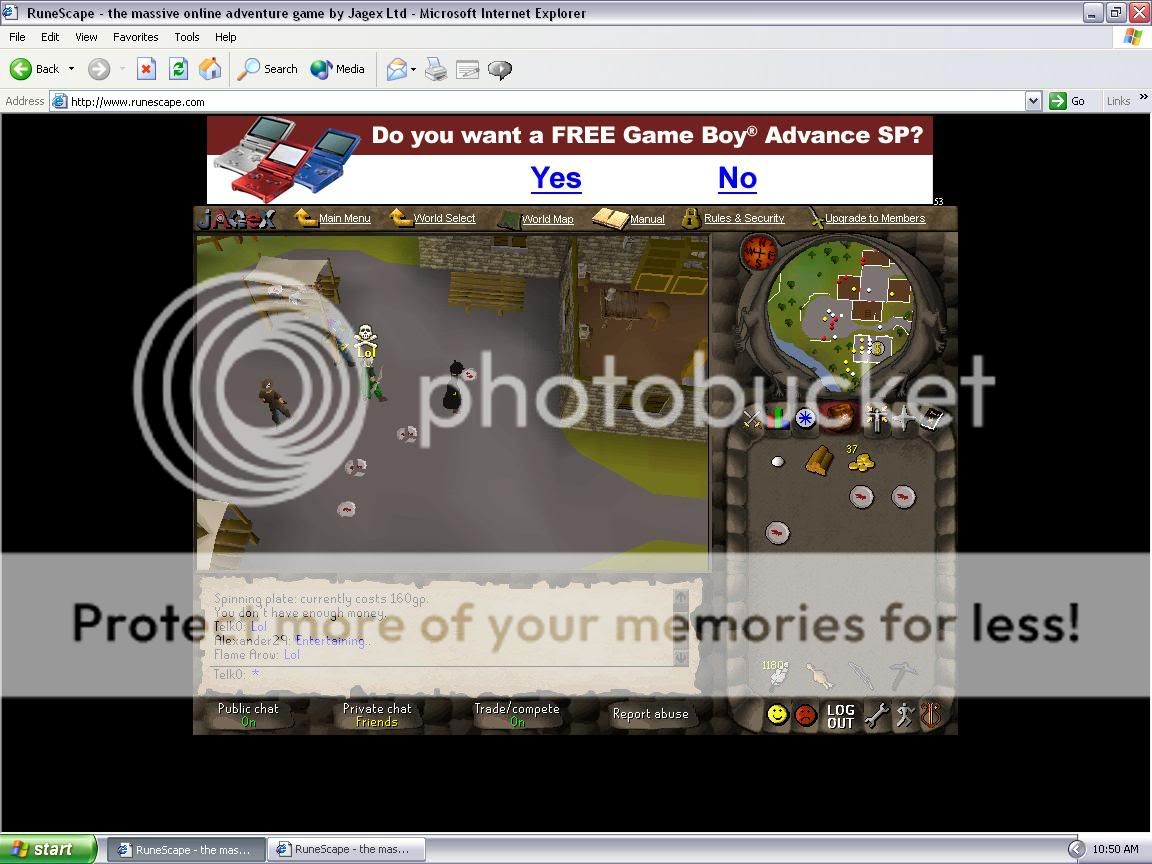 RuneScape - the massive online adventure game by Jagex Ltd - Microsoft Internet Explorer
File Edit View Favorites Tools Help
Back Search Media
Address http://www.runescape.com Go Links »
Do you want a FREE Game Boy® Advance SP?
Yes No
53
JAGEX Main Menu World Select World Map Manual Rules & Security Upgrade to Members
N
W E
S
Lol
photobucket
37
Protect more of your memories for less!
Spinning plate: currently costs 160gp.
You don't have enough money.
Telk0: Lol
Alexander29: Entertaining..
Flame Arow: Lol
Telk0: *
1180
Public chat Private chat Trade/compete Report abuse
On Friends On
LOG
OUT
start RuneScape - the mas... RuneScape - the mas... 10:50 AM